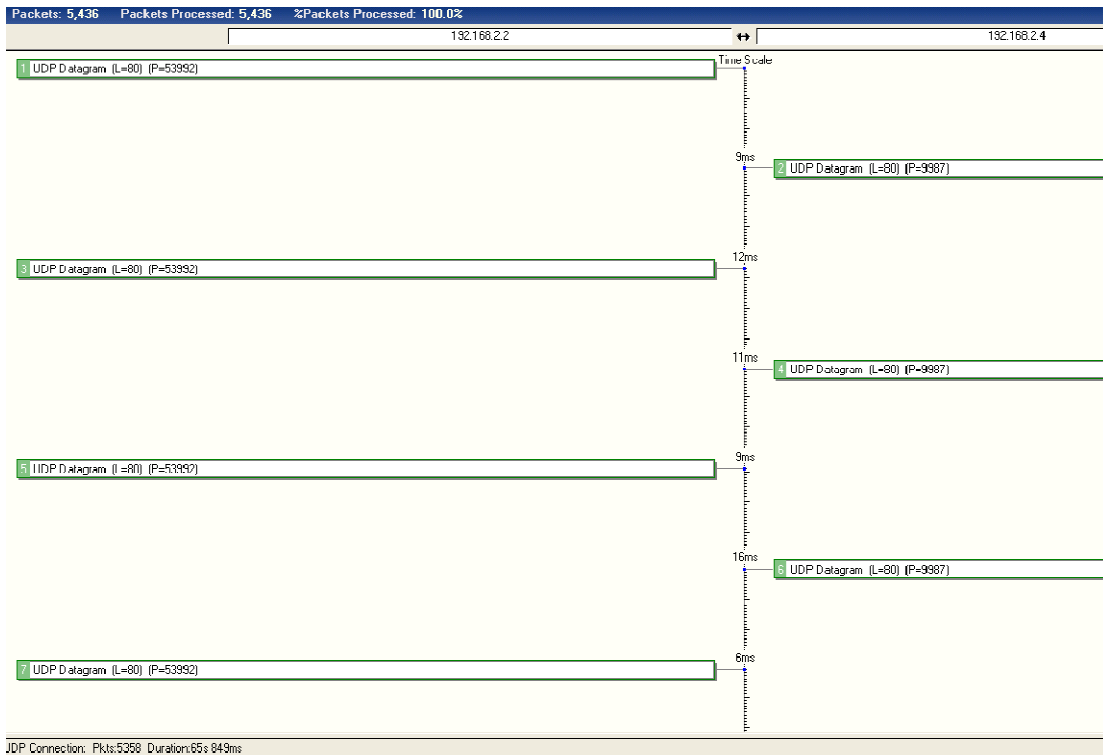 Packets: 5,436 Packets Processed: 5,436 %Packets Processed: 100.0%
192.168.2.2 ↔ 192.168.2.4
Time Scale
1 UDP Datagram (L=80) (P=53992)
9ms
2 UDP Datagram (L=80) (P=9987)
12ms
3 UDP Datagram (L=80) (P=53992)
11ms
4 UDP Datagram (L=80) (P=9987)
9ms
5 UDP Datagram (L=80) (P=53992)
16ms
6 UDP Datagram (L=80) (P=9987)
6ms
7 UDP Datagram (L=80) (P=53992)
UDP Connection: Pkts:5358 Duration:65s 849ms